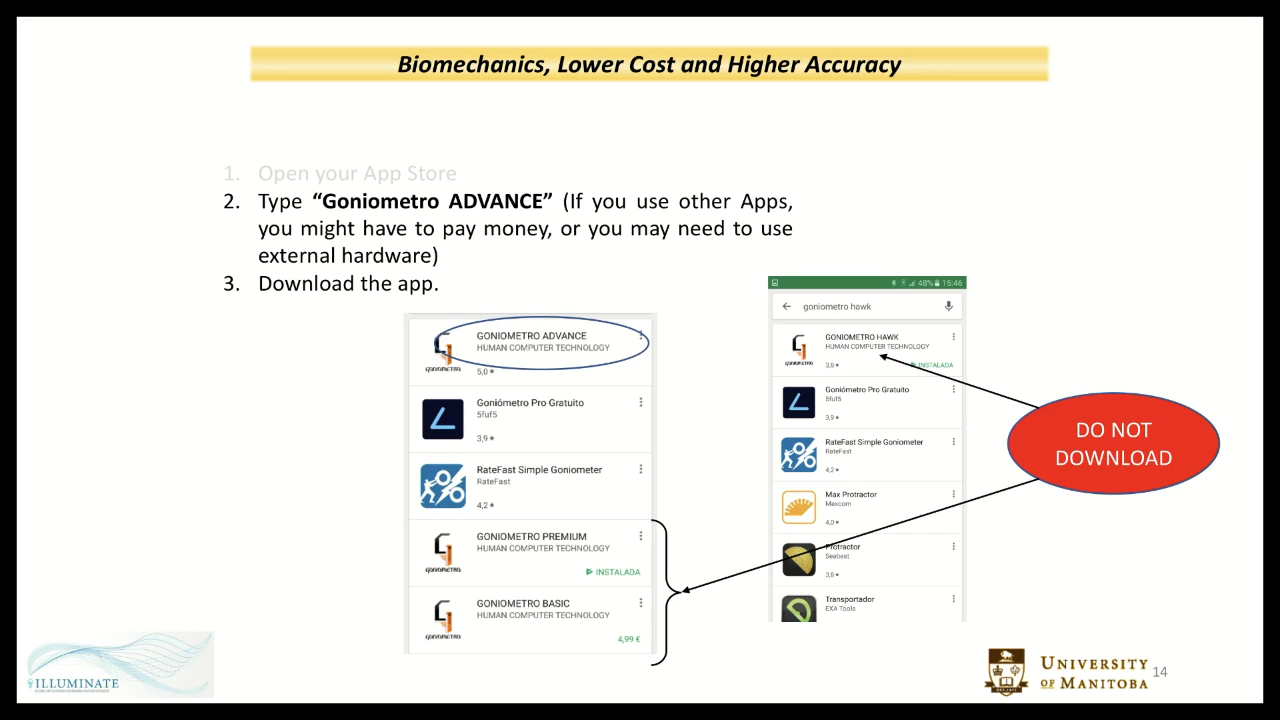 Biomechanics, Lower Cost and Higher Accuracy
1. Open your App Store
2. Type “Goniometro ADVANCE” (If you use other Apps,
you might have to pay money, or you may need to use
external hardware)
3. Download the app.
GONIOMETRO ADVANCE
HUMAN COMPUTER TECHNOLOGY
GONIOMETRO
5,0 ★
Goniómetro Pro Gratuito
5fuf5
3,9 ★
RateFast Simple Goniometer
RateFast
4,2 ★
GONIOMETRO PREMIUM
HUMAN COMPUTER TECHNOLOGY
GONIOMETRO
INSTALADA
GONIOMETRO BASIC
HUMAN COMPUTER TECHNOLOGY
GONIOMETRO
4,99 €
48% 15:46
goniometro hawk
GONIOMETRO HAWK
HUMAN COMPUTER TECHNOLOGY
GONIOMETRO
3,8 ★
INSTALADA
Goniómetro Pro Gratuito
5fuf5
3,9 ★
RateFast Simple Goniometer
RateFast
4,2 ★
Max Protractor
Maxcom
4,0 ★
Protractor
Seabest
3,8 ★
Transportador
EXA Tools
DO NOT
DOWNLOAD
ILLUMINATE
UNIVERSITY
OF MANITOBA
14